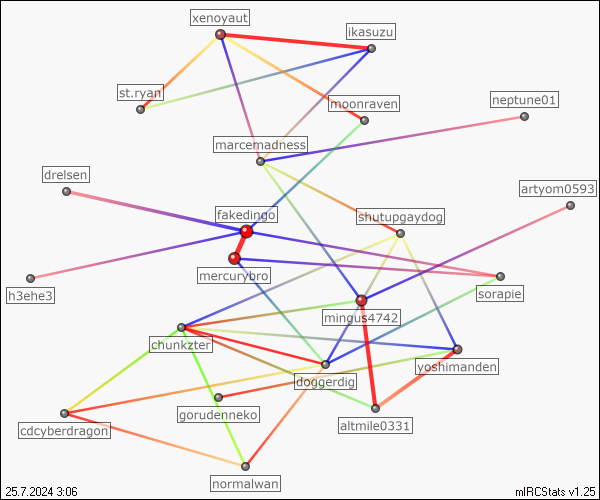 xenoyaut
ikasuzu
st.ryan
moonraven
neptune01
marcemadness
drelsen
artyom0593
fakedingo
shutupgaydog
mercurybro
h3ehe3
sorapie
mingus4742
chunkzter
yoshimanden
doggerdig
gorudenneko
cdcyberdragon
altmile0331
normalwan
25.7.2024 3:06
mIRCStats v1.25